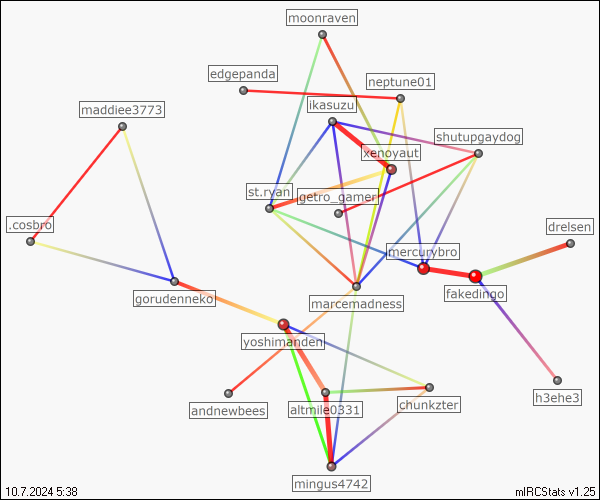 moonraven
edgepanda
neptune01
ikasuzu
maddiee3773
shutupgaydog
xenoyaut
st.ryan
getro_gamer
.cosbro
drelsen
mercurybro
gorudenneko
marcemadness
fakedingo
yoshimanden
h3ehe3
andnewbees
altmile0331
chunkzter
mingus4742
10.7.2024 5:38
mIRCStats v1.25